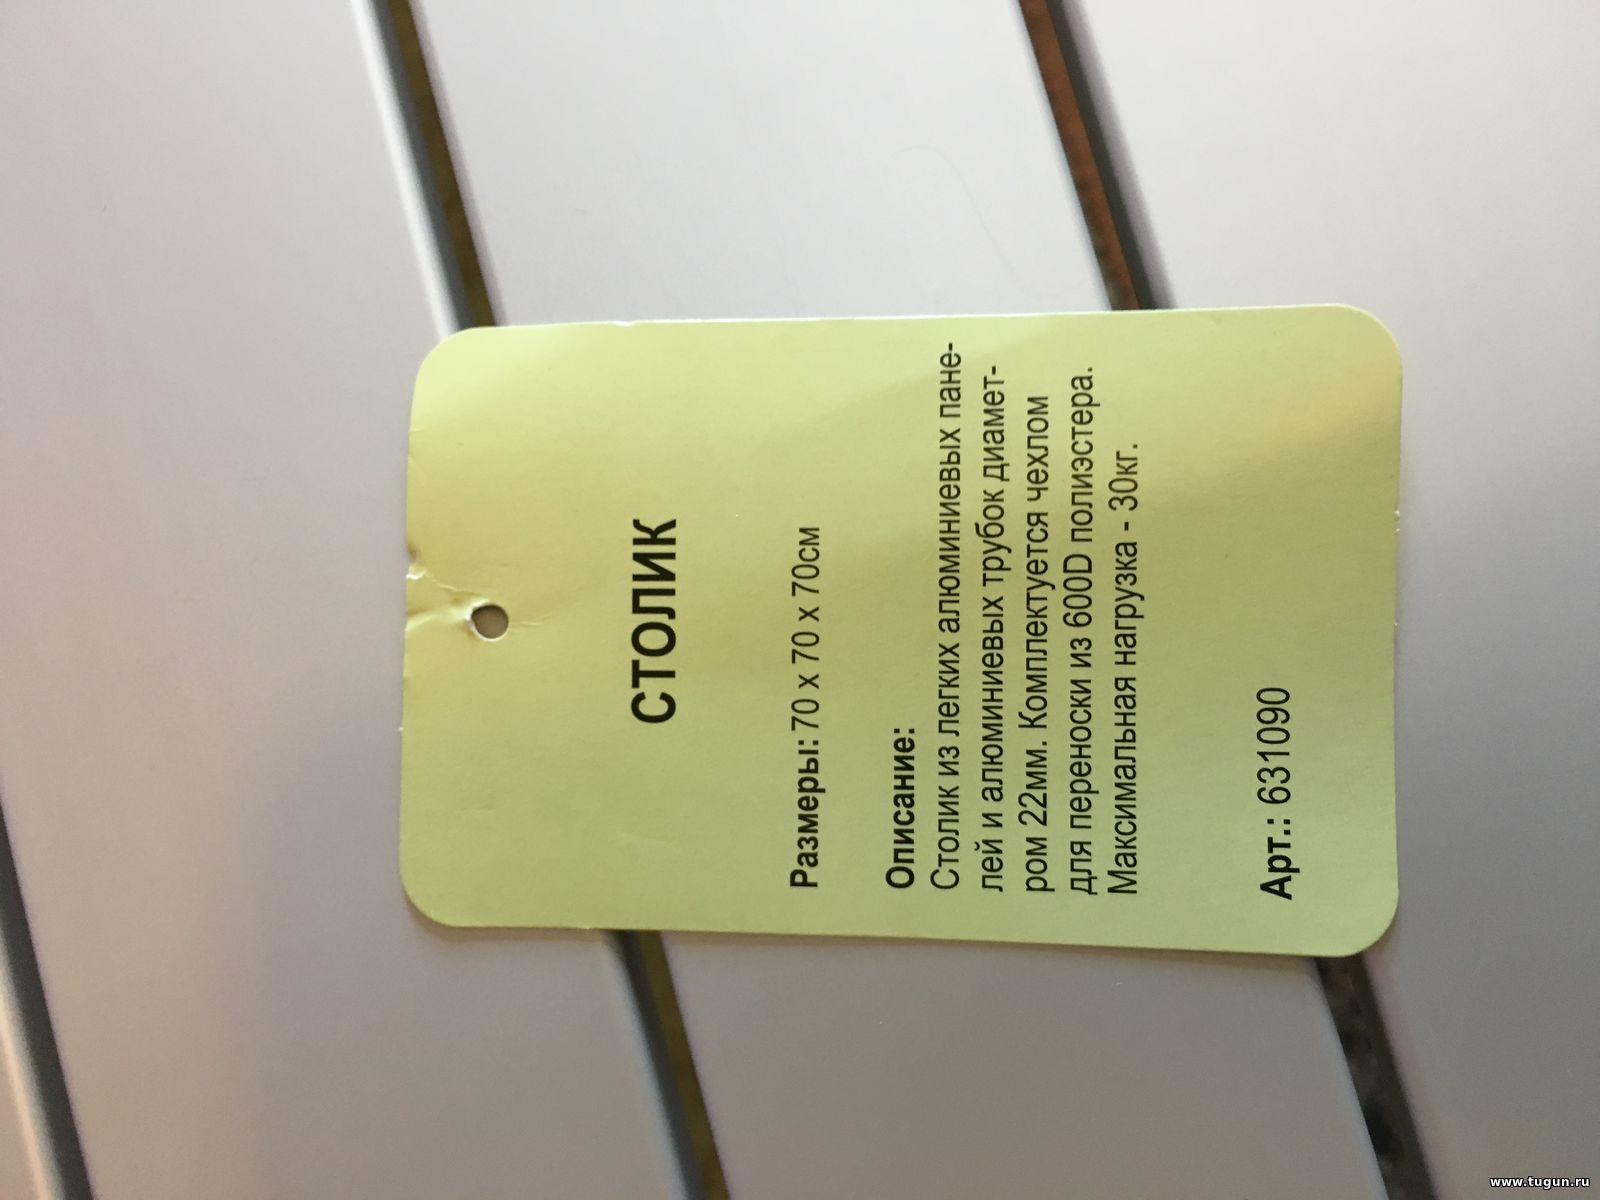 СТОЛИК
Размеры: 70 х 70 х 70см
Описание:
Столик из легких алюминиевых пане-
лей и алюминиевых трубок диамет-
ром 22мм. Комплектуется чехлом
для переноски из 600D полиэстера.
Максимальная нагрузка - 30кг.
Арт.: 631090
www.tugun.ru